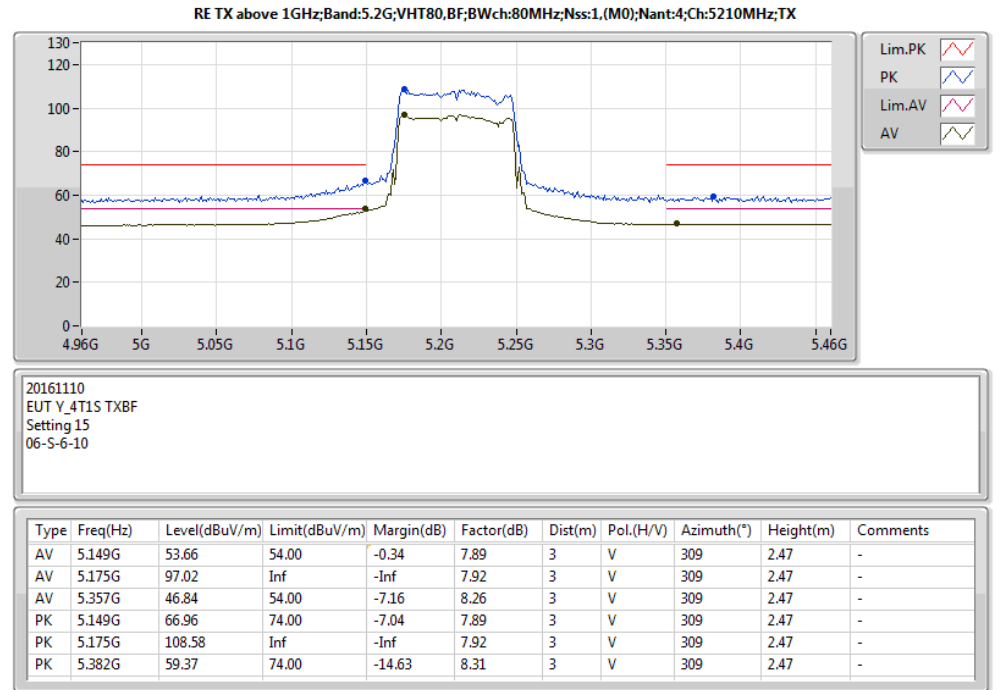 RE TX above 1GHz;Band:5.2G;VHT80,BF;BWch:80MHz;Nss:1,(M0);Nant:4;Ch:5210MHz;TX
130
120
100
80
60
40
20
0
4.96G 5G 5.05G 5.1G 5.15G 5.2G 5.25G 5.3G 5.35G 5.4G 5.46G
Lim.PK
PK
Lim.AV
AV
20161110
EUT Y_4T1S TXBF
Setting 15
06-S-6-10
Type Freq(Hz) Level(dBuV/m) Limit(dBuV/m) Margin(dB) Factor(dB) Dist(m) Pol.(H/V) Azimuth(°) Height(m) Comments
AV 5.149G 53.66 54.00 -0.34 7.89 3 V 309 2.47 -
AV 5.175G 97.02 Inf -Inf 7.92 3 V 309 2.47 -
AV 5.357G 46.84 54.00 -7.16 8.26 3 V 309 2.47 -
PK 5.149G 66.96 74.00 -7.04 7.89 3 V 309 2.47 -
PK 5.175G 108.58 Inf -Inf 7.92 3 V 309 2.47 -
PK 5.382G 59.37 74.00 -14.63 8.31 3 V 309 2.47 -